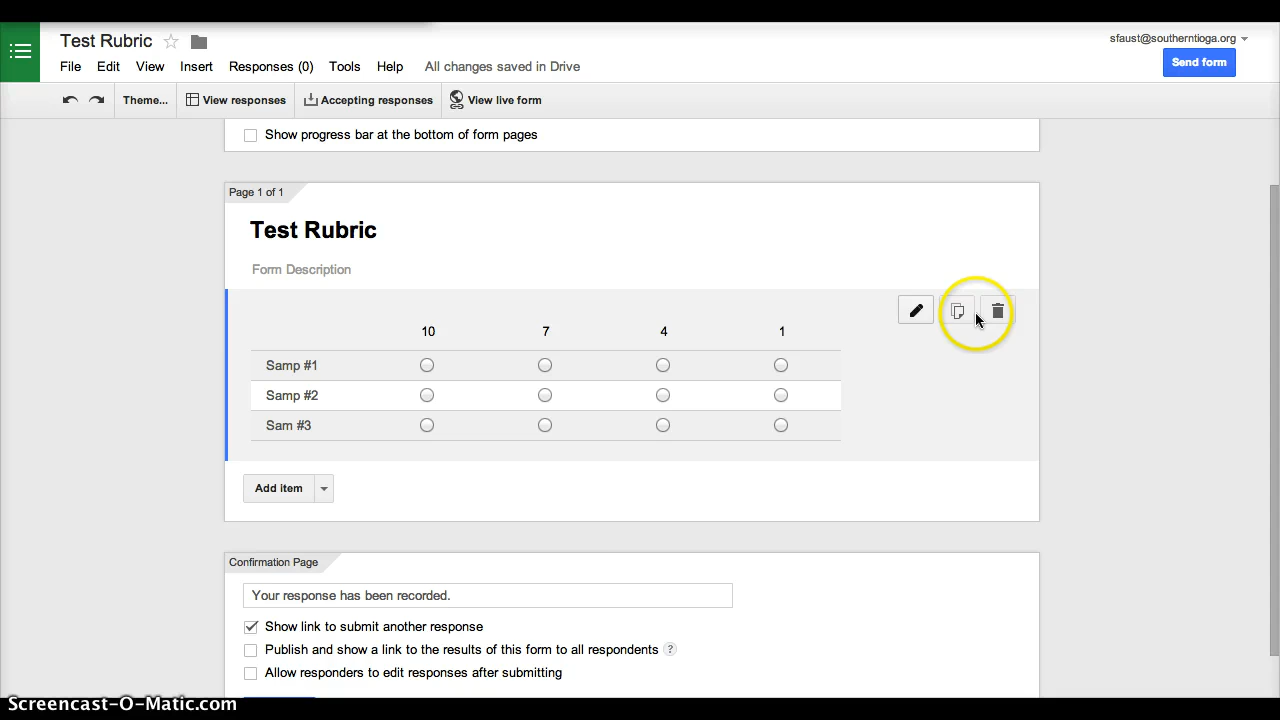 Test Rubric
sfaust@southerntioga.org
File Edit View Insert Responses (0) Tools Help All changes saved in Drive
Send form
Theme... View responses Accepting responses View live form
Show progress bar at the bottom of form pages
Page 1 of 1
Test Rubric
Form Description
10 7 4 1
Samp #1
Samp #2
Sam #3
Add item
Confirmation Page
Your response has been recorded.
Show link to submit another response
Publish and show a link to the results of this form to all respondents ?
Allow responders to edit responses after submitting
Screencast-O-Matic.com